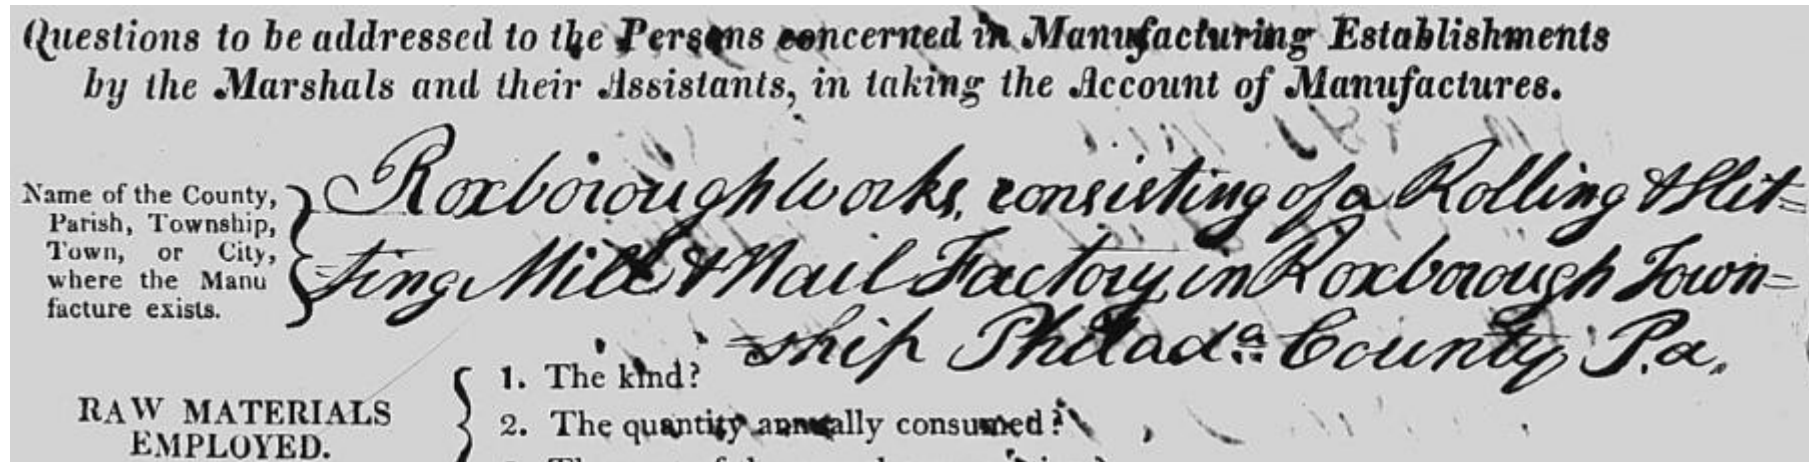 Questions to be addressed to the Persons concerned in Manufacturing Establishments
by the Marshals and their Assistants, in taking the Account of Manufactures.
Name of the County,
Parish, Township,
Town, or City,
where the Manu
facture exists.
Roxborough works, consisting of a Rolling & Slit=
=ting Mill & Nail Factory, in Roxborough Town=
=ship Philad.a County, P.a.
RAW MATERIALS
EMPLOYED.
1. The kind?
2. The quantity annually consumed?